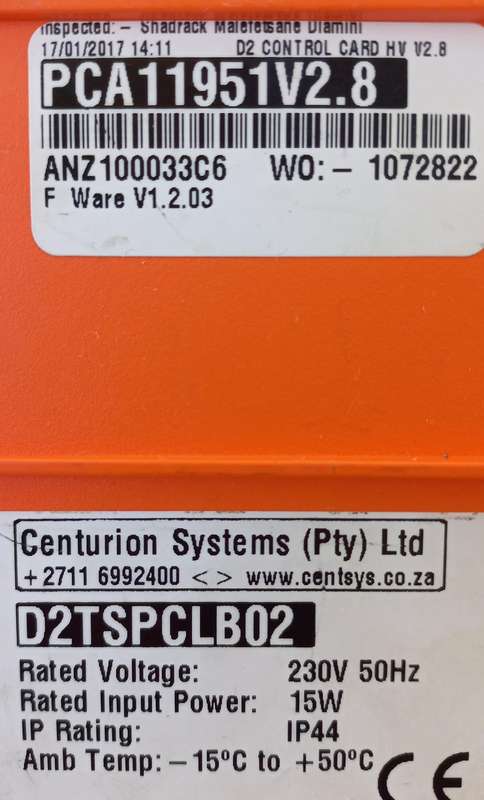 Inspected: - Shadrack Malefetsane Dlamini
17/01/2017 14:11 D2 CONTROL CARD HV V2.8
PCA11951V2.8
ANZ100033C6 WO: - 1072822
F Ware V1.2.03
Centurion Systems (Pty) Ltd
+2711 6992400 < > www.centsys.co.za
D2TSPCLB02
Rated Voltage: 230V 50Hz
Rated Input Power: 15W
IP Rating: IP44
Amb Temp: -15ºC to +50ºC
CE